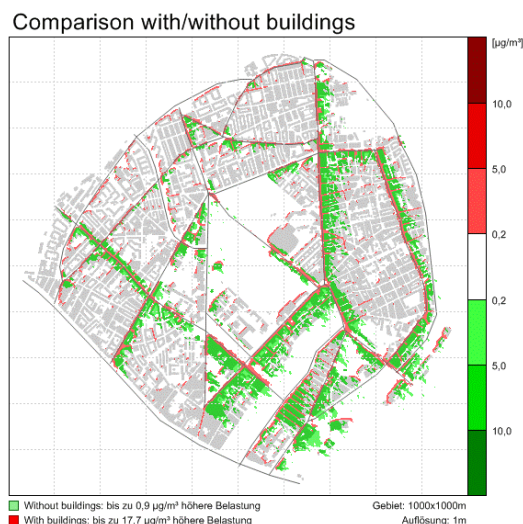 Comparison with/without buildings
[µg/m³]
10,0
5,0
0,2
0,2
5,0
10,0
Without buildings: bis zu 0,9 µg/m³ höhere Belastung
Gebiet: 1000x1000m
With buildings: bis zu 17,7 µg/m³ höhere Belastung
Auflösung: 1m